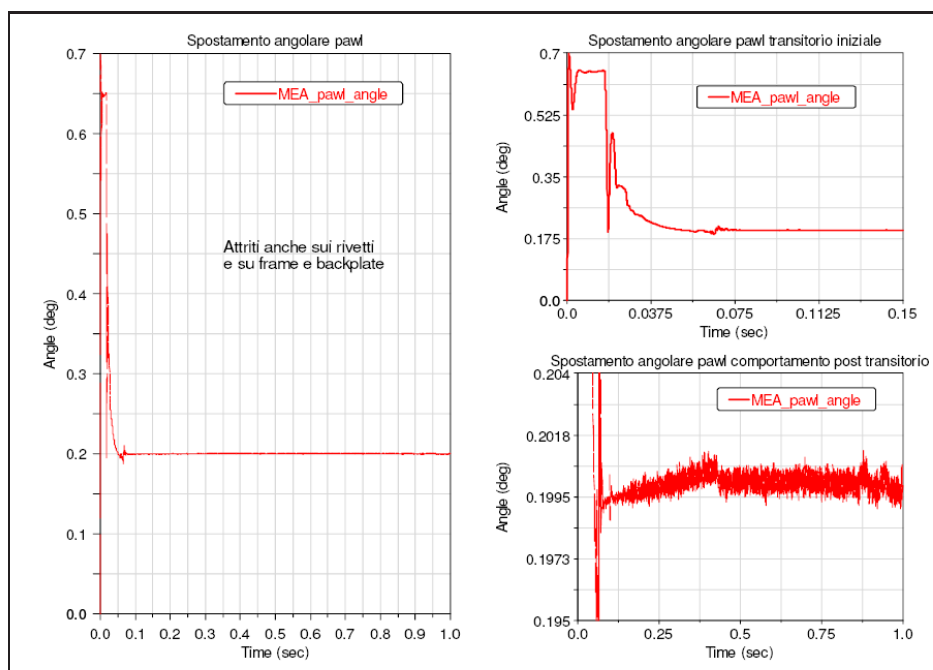 Spostamento angolare pawl
0.7
0.6
0.5
0.4
0.3
0.2
0.1
0.0
Angle (deg)
MEA_pawl_angle
Attriti anche sui rivetti
e su frame e backplate
0.0 0.1 0.2 0.3 0.4 0.5 0.6 0.7 0.8 0.9 1.0
Time (sec)
Spostamento angolare pawl transitorio iniziale
0.7
0.525
0.35
0.175
0.0
Angle (deg)
MEA_pawl_angle
0.0 0.0375 0.075 0.1125 0.15
Time (sec)
Spostamento angolare pawl comportamento post transitorio
0.204
0.2018
0.1995
0.1973
0.195
Angle (deg)
MEA_pawl_angle
0.0 0.25 0.5 0.75 1.0
Time (sec)